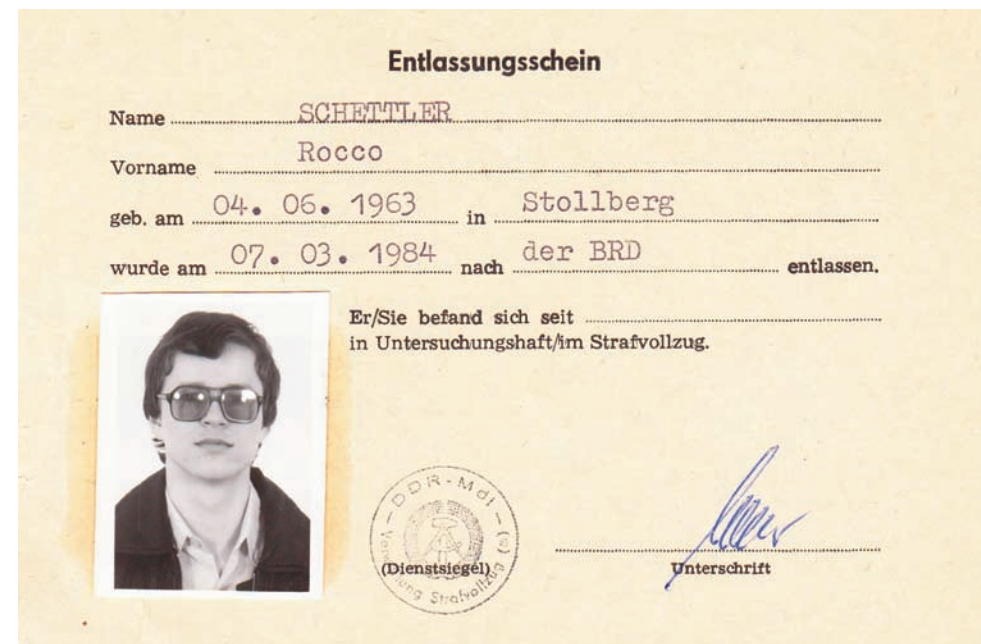 Entlassungsschein
Name SCHETTLER
Vorname Rocco
geb. am 04. 06. 1963 in Stollberg
wurde am 07. 03. 1984 nach der BRD entlassen.
Er/Sie befand sich seit
in Untersuchungshaft/im Strafvollzug.
DDR - MdI
Strafvollzug
(Dienstsiegel)
Unterschrift